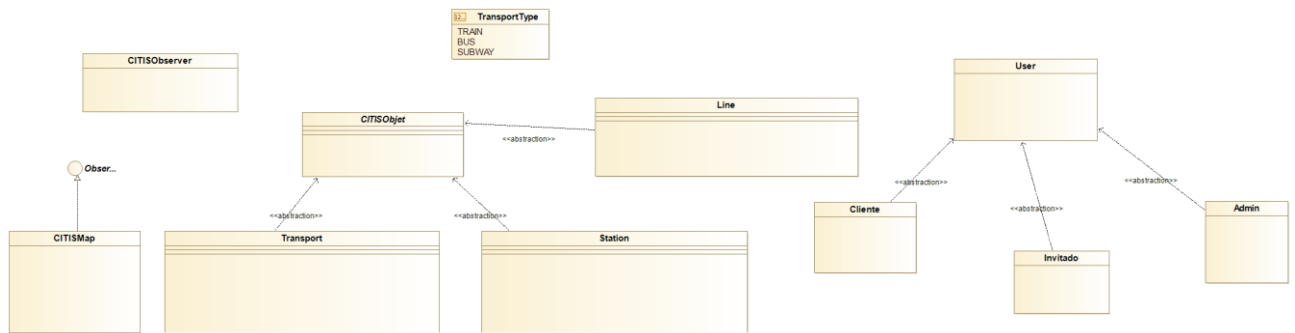 12...
TransportType
TRAIN
BUS
SUBWAY
CITISObserver
User
Line
CITISObjet
<<abstraction>>
Obser...
<<abstraction>>
<<abstraction>>
<<abstraction>>
<<abstraction>>
<<abstraction>>
Cliente
Admin
CITISMap
Transport
Station
Invitado